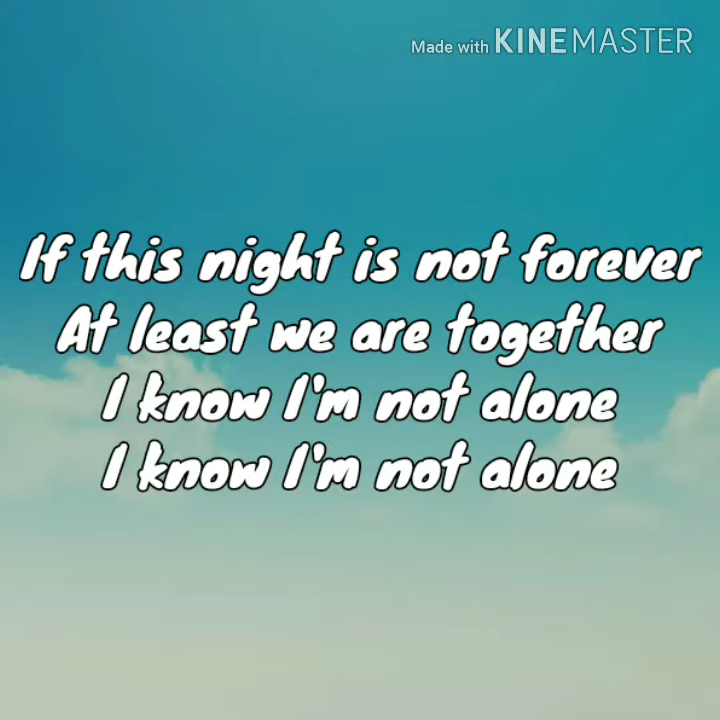 Made with KINEMASTER
If this night is not forever
At least we are together
I know I'm not alone
I know I'm not alone